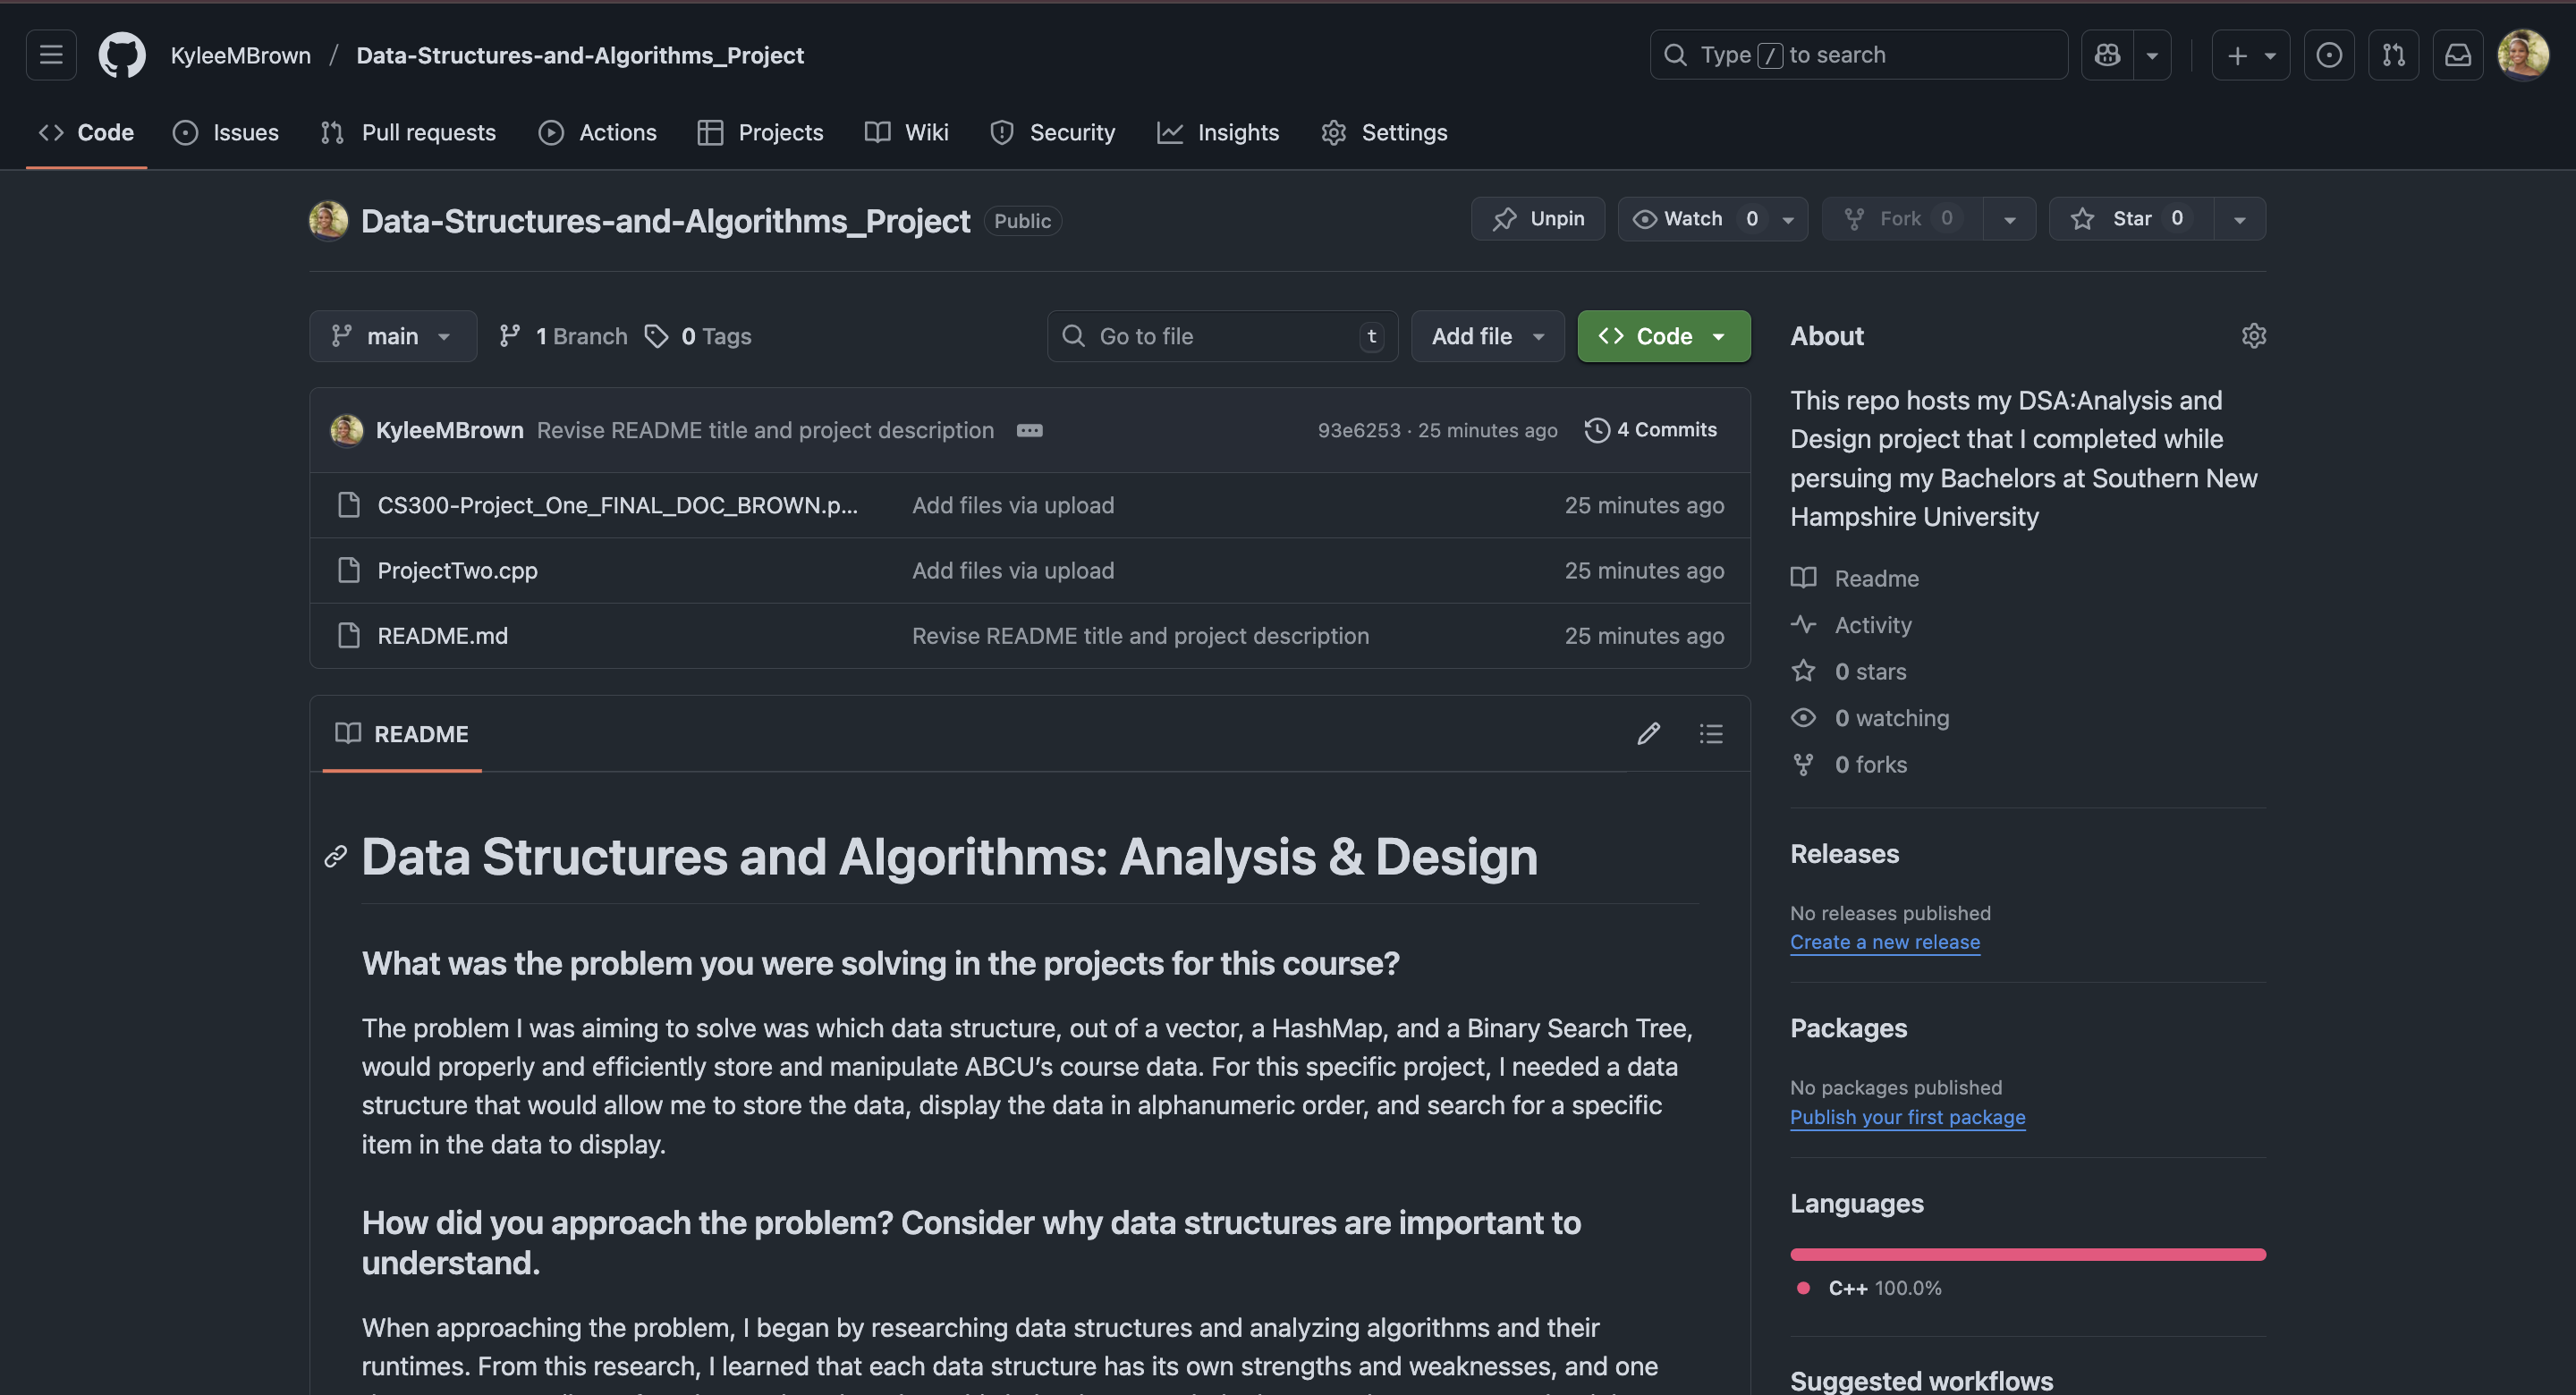 KyleeMBrown / Data-Structures-and-Algorithms_Project
Type / to search
Code Issues Pull requests Actions Projects Wiki Security Insights Settings
Data-Structures-and-Algorithms_Project Public
Unpin Watch 0 Fork 0 Star 0
main 1 Branch 0 Tags
Go to file t
Add file
Code
KyleeMBrown Revise README title and project description
93e6253 · 25 minutes ago 4 Commits
CS300-Project_One_FINAL_DOC_BROWN.p... Add files via upload 25 minutes ago
ProjectTwo.cpp Add files via upload 25 minutes ago
README.md Revise README title and project description 25 minutes ago
README
Data Structures and Algorithms: Analysis & Design
What was the problem you were solving in the projects for this course?
The problem I was aiming to solve was which data structure, out of a vector, a HashMap, and a Binary Search Tree,
would properly and efficiently store and manipulate ABCU’s course data. For this specific project, I needed a data
structure that would allow me to store the data, display the data in alphanumeric order, and search for a specific
item in the data to display.
How did you approach the problem? Consider why data structures are important to
understand.
When approaching the problem, I began by researching data structures and analyzing algorithms and their
runtimes. From this research, I learned that each data structure has its own strengths and weaknesses, and one
About
This repo hosts my DSA:Analysis and
Design project that I completed while
persuing my Bachelors at Southern New
Hampshire University
Readme
Activity
0 stars
0 watching
0 forks
Releases
No releases published
Create a new release
Packages
No packages published
Publish your first package
Languages
C++ 100.0%
Suggested workflows